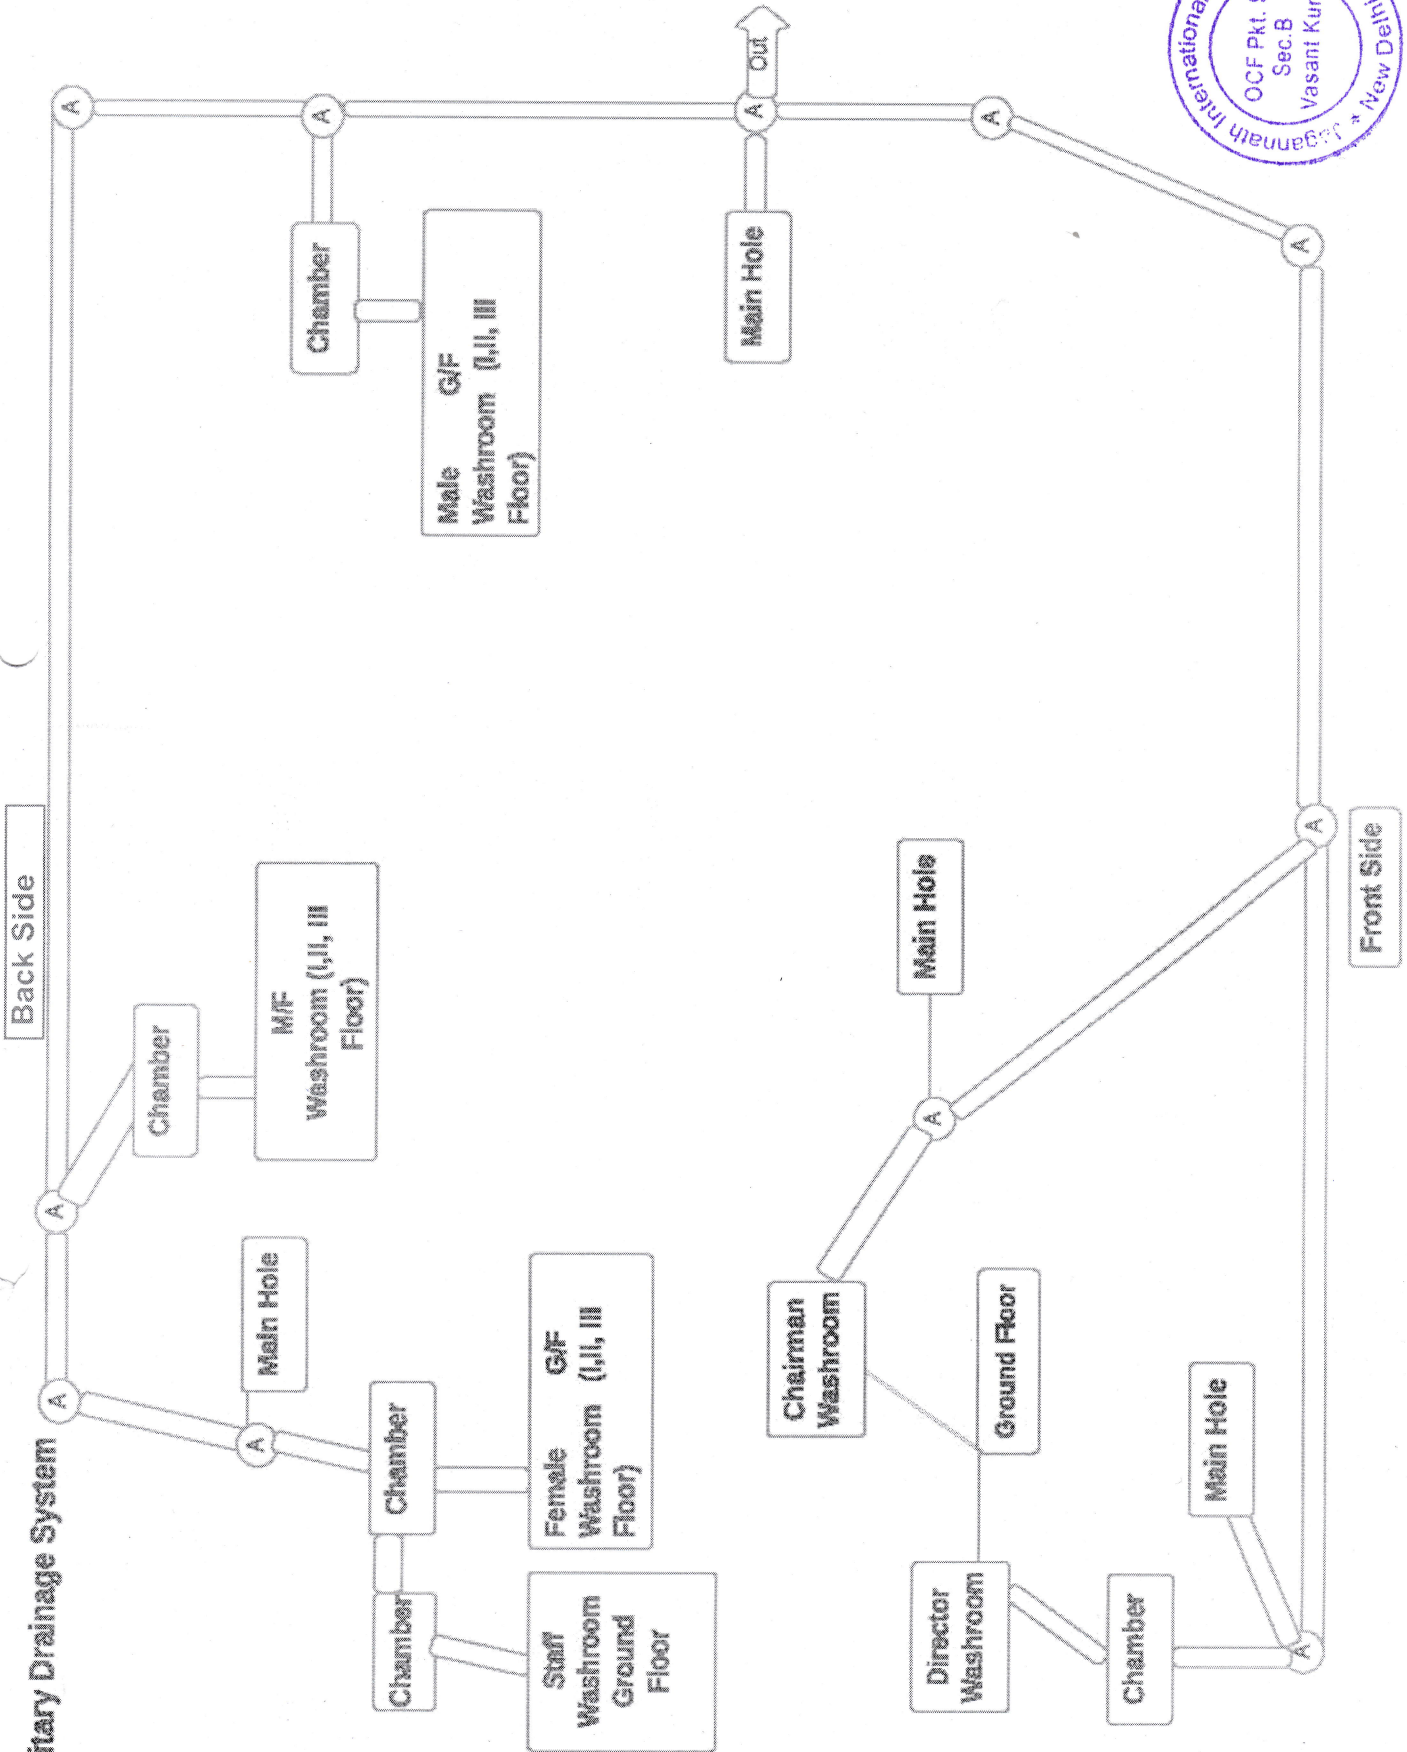 itary Drainage System
Back Side
A
A
A
A
A
Chamber
Main Hole
Chamber
Chamber
Chamber
M/F
Washroom (I,II, III
Floor)
Male G/F
Washroom (I,II, III
Floor)
Female G/F
Washroom (I,II, III
Floor)
Staff
Washroom
Ground
Floor
A
Out
Main Hole
A
Chairman
Washroom
Main Hole
A
Director
Washroom
Ground Floor
Chamber
Main Hole
A
A
A
Front Side
Jagannath International
New Delhi
OCF Pkt.
Sec.B
Vasant Kun